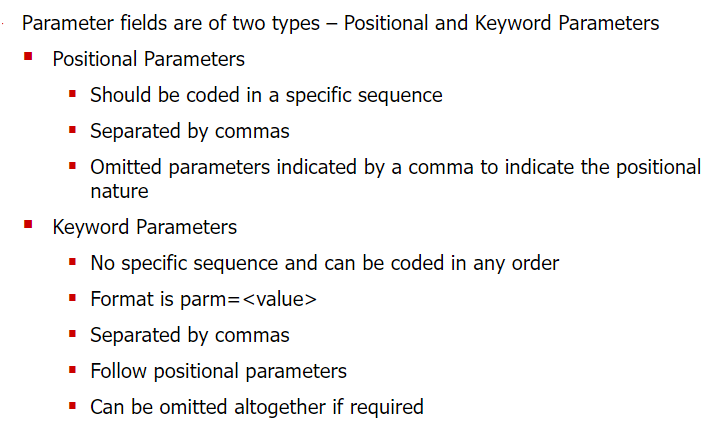 Parameter fields are of two types – Positional and Keyword Parameters
Positional Parameters
Should be coded in a specific sequence
Separated by commas
Omitted parameters indicated by a comma to indicate the positional
nature
Keyword Parameters
No specific sequence and can be coded in any order
Format is parm=<value>
Separated by commas
Follow positional parameters
Can be omitted altogether if required